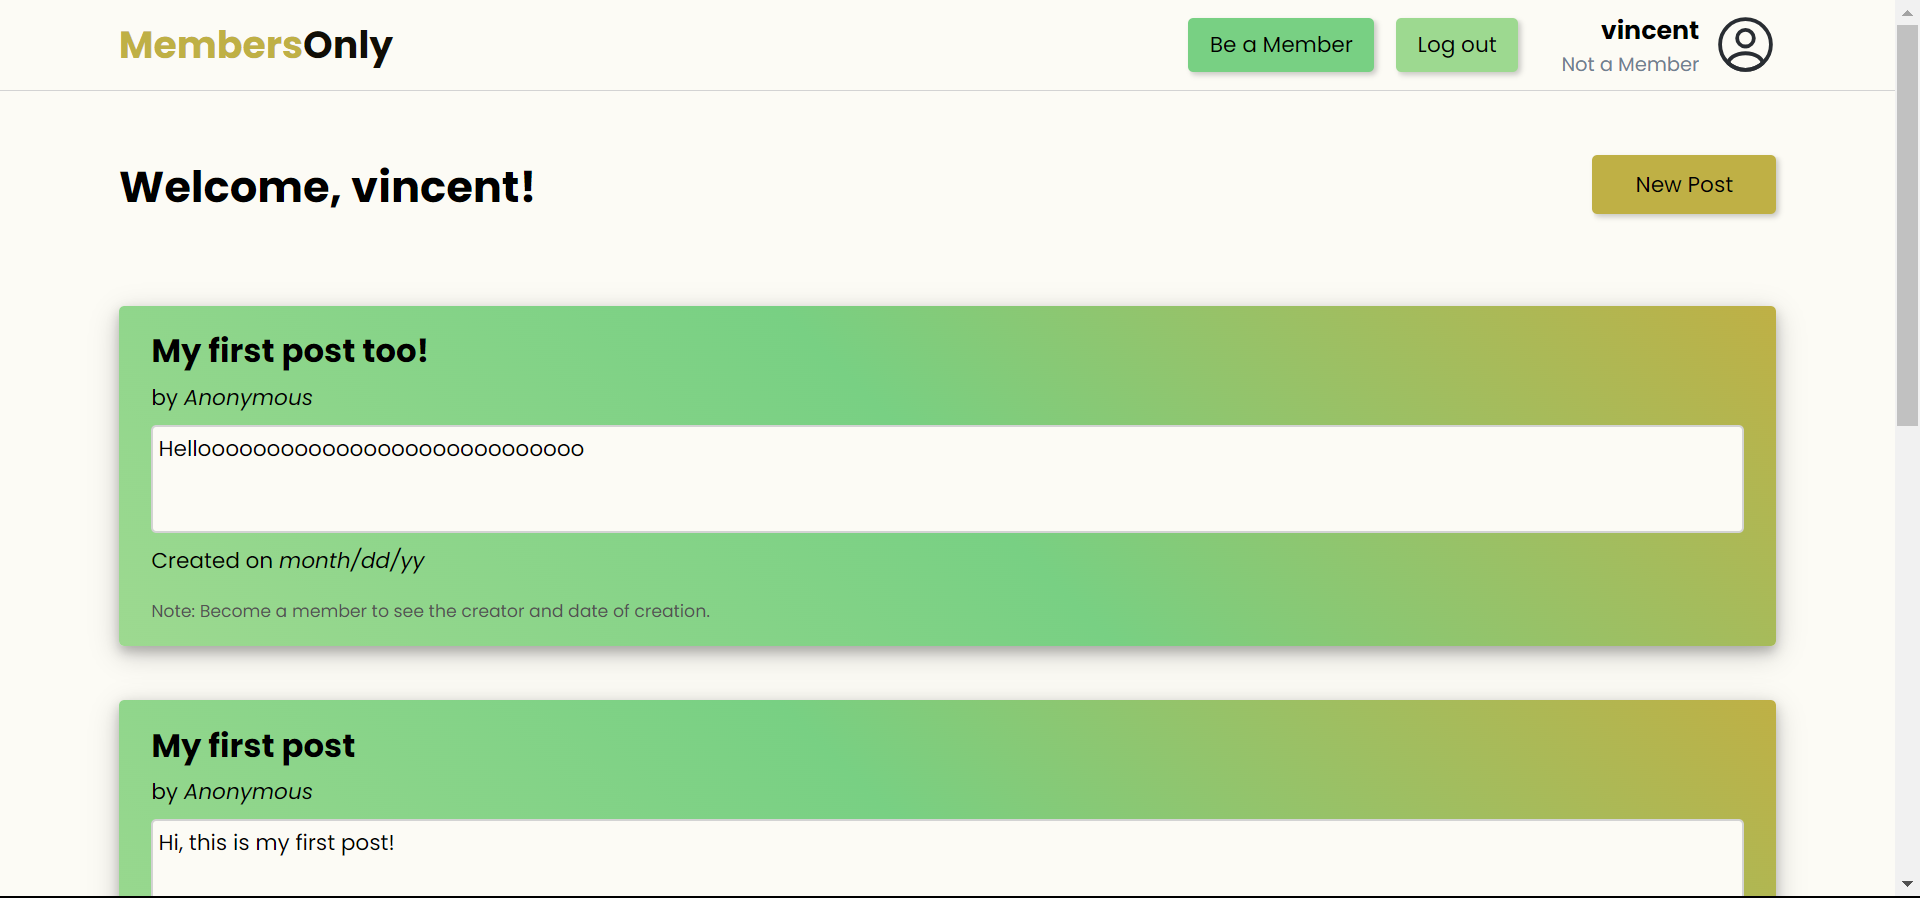 MembersOnly
Be a Member
Log out
vincent
Not a Member
Welcome, vincent!
New Post
My first post too!
by Anonymous
Helloooooooooooooooooooooooooooo
Created on month/dd/yy
Note: Become a member to see the creator and date of creation.
My first post
by Anonymous
Hi, this is my first post!